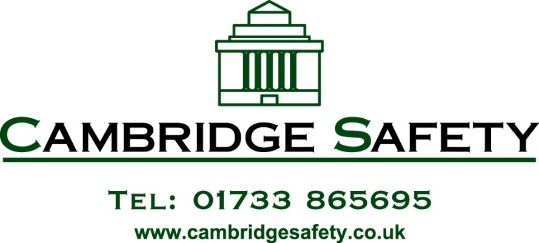 CAMBRIDGE SAFETY
TEL: 01733 865695
www.cambridgesafety.co.uk